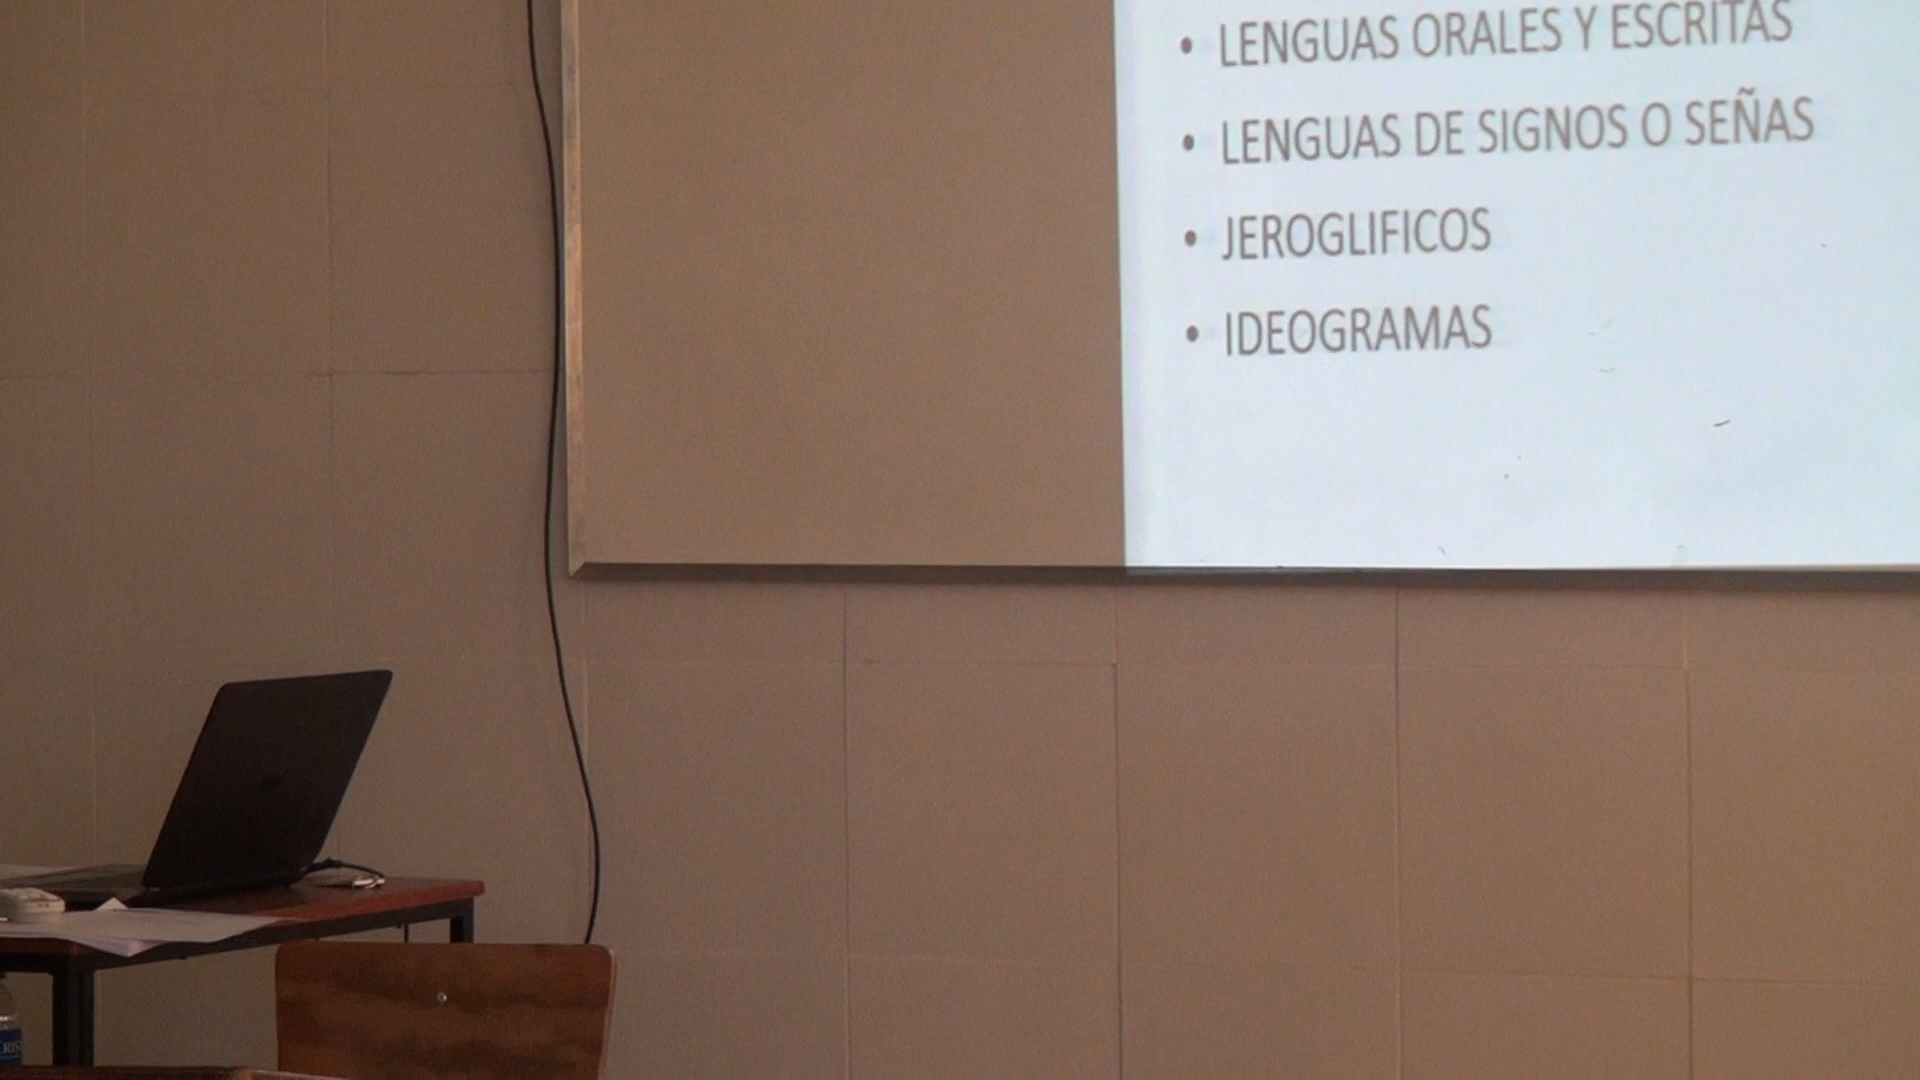 • LENGUAS ORALES Y ESCRITAS
• LENGUAS DE SIGNOS O SEÑAS
• JEROGLIFICOS
• IDEOGRAMAS